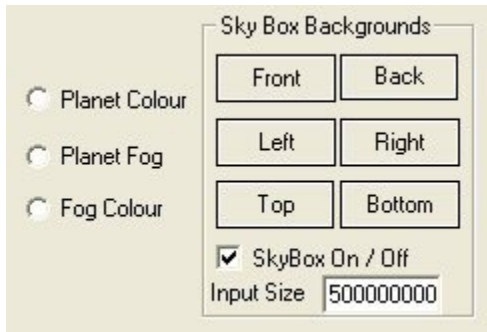 Planet Colour
Planet Fog
Fog Colour
Sky Box Backgrounds
Front Back
Left Right
Top Bottom
SkyBox On / Off
Input Size 500000000